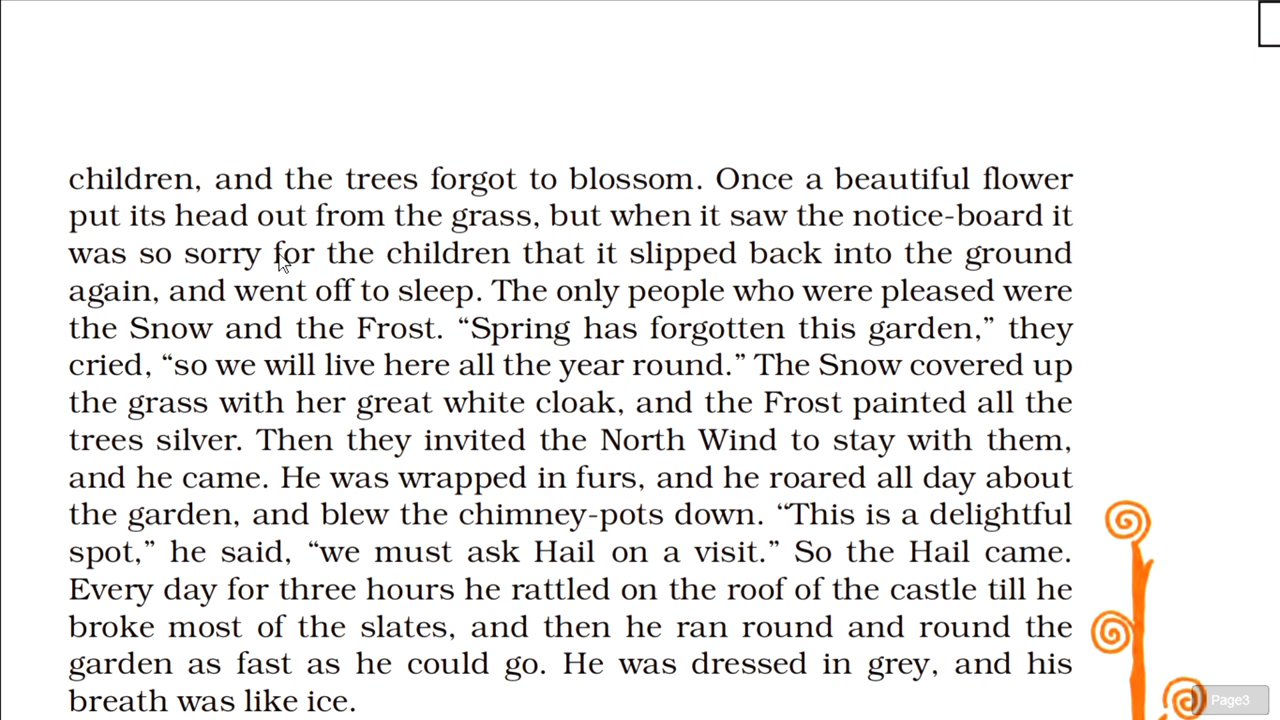 children, and the trees forgot to blossom. Once a beautiful flower
put its head out from the grass, but when it saw the notice-board it
was so sorry for the children that it slipped back into the ground
again, and went off to sleep. The only people who were pleased were
the Snow and the Frost. “Spring has forgotten this garden,” they
cried, “so we will live here all the year round.” The Snow covered up
the grass with her great white cloak, and the Frost painted all the
trees silver. Then they invited the North Wind to stay with them,
and he came. He was wrapped in furs, and he roared all day about
the garden, and blew the chimney-pots down. “This is a delightful
spot,” he said, “we must ask Hail on a visit.” So the Hail came.
Every day for three hours he rattled on the roof of the castle till he
broke most of the slates, and then he ran round and round the
garden as fast as he could go. He was dressed in grey, and his
breath was like ice.
Page3